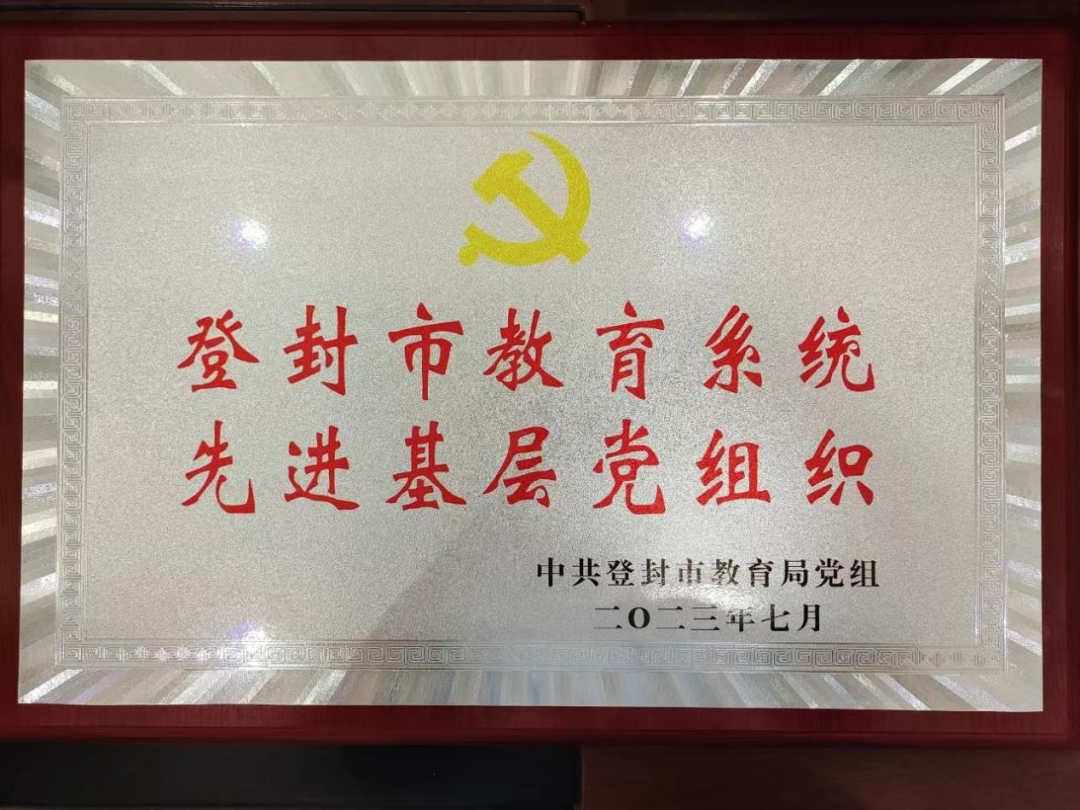 登封市教育系统
先进基层党组织
中共登封市教育局党组
二〇二三年七月